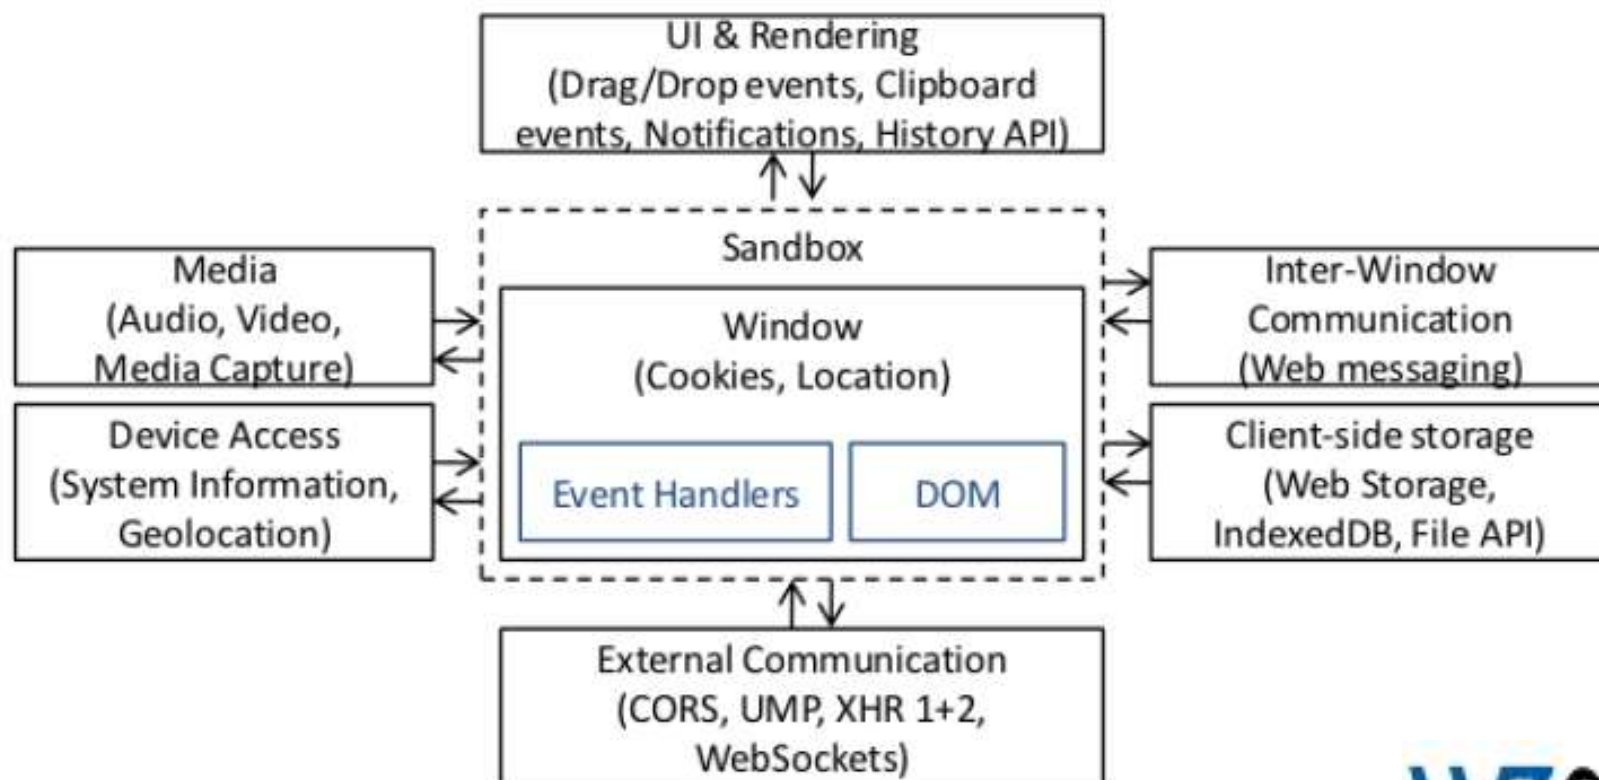 UI & Rendering
(Drag/Drop events, Clipboard
events, Notifications, History API)
Sandbox
Media
(Audio, Video,
Media Capture)
Window
(Cookies, Location)
Inter-Window
Communication
(Web messaging)
Device Access
(System Information,
Geolocation)
Event Handlers
DOM
Client-side storage
(Web Storage,
IndexedDB, File API)
External Communication
(CORS, UMP, XHR 1+2,
WebSockets)